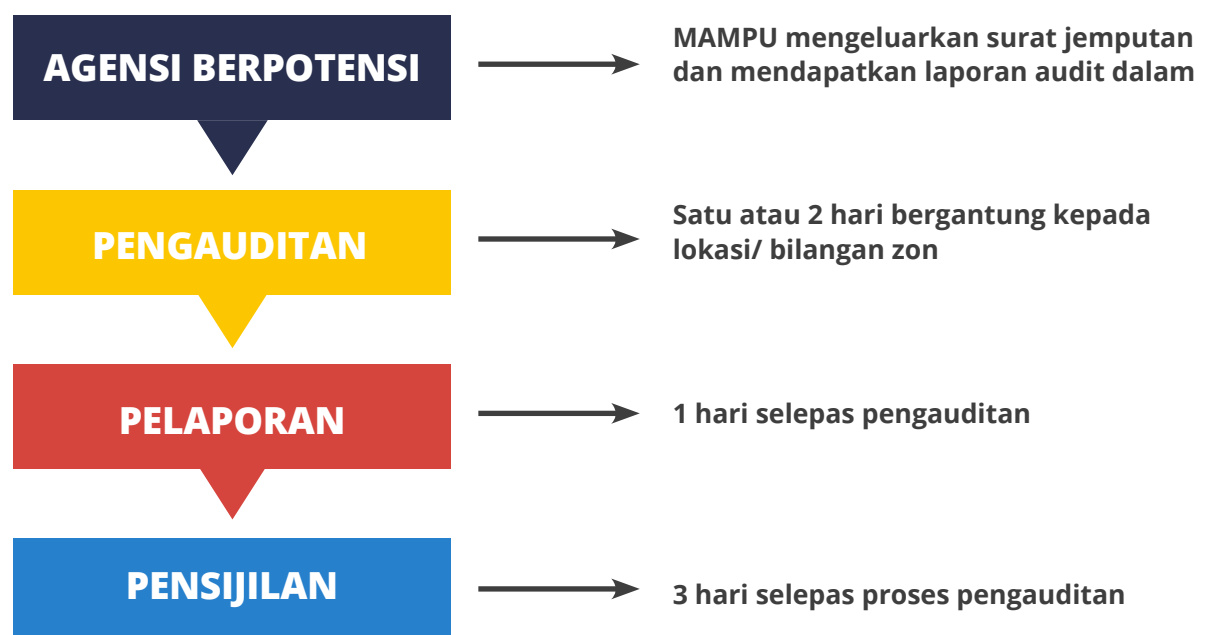 AGENSI BERPOTENSI
MAMPU mengeluarkan surat jemputan
dan mendapatkan laporan audit dalam
PENGAUDITAN
Satu atau 2 hari bergantung kepada
lokasi/ bilangan zon
PELAPORAN
1 hari selepas pengauditan
PENSIJILAN
3 hari selepas proses pengauditan